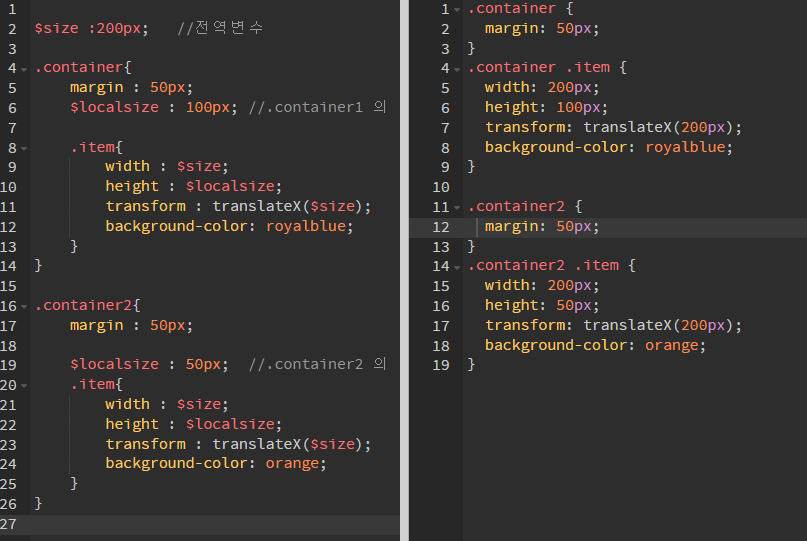 1
2 $size :200px;   //전역변수
3
4 .container{
5     margin : 50px;
6     $localsize : 100px; //.container1 의
7
8     .item{
9         width : $size;
10         height : $localsize;
11         transform : translateX($size);
12         background-color: royalblue;
13     }
14 }
15
16 .container2{
17     margin : 50px;
18
19     $localsize : 50px;  //.container2 의
20     .item{
21         width : $size;
22         height : $localsize;
23         transform : translateX($size);
24         background-color: orange;
25     }
26 }
27
1 .container {
2   margin: 50px;
3 }
4 .container .item {
5   width: 200px;
6   height: 100px;
7   transform: translateX(200px);
8   background-color: royalblue;
9 }
10
11 .container2 {
12   margin: 50px;
13 }
14 .container2 .item {
15   width: 200px;
16   height: 50px;
17   transform: translateX(200px);
18   background-color: orange;
19 }